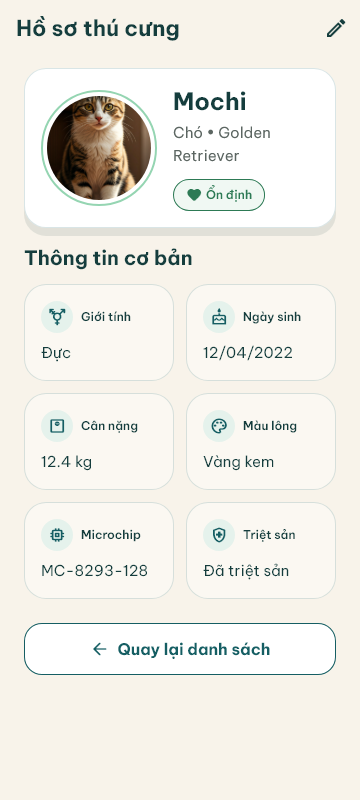 Hồ sơ thú cưng
Mochi
Chó • Golden
Retriever
Ổn định
Thông tin cơ bản
Giới tính
Đực
Ngày sinh
12/04/2022
Cân nặng
12.4 kg
Màu lông
Vàng kem
Microchip
MC-8293-128
Triệt sản
Đã triệt sản
Quay lại danh sách